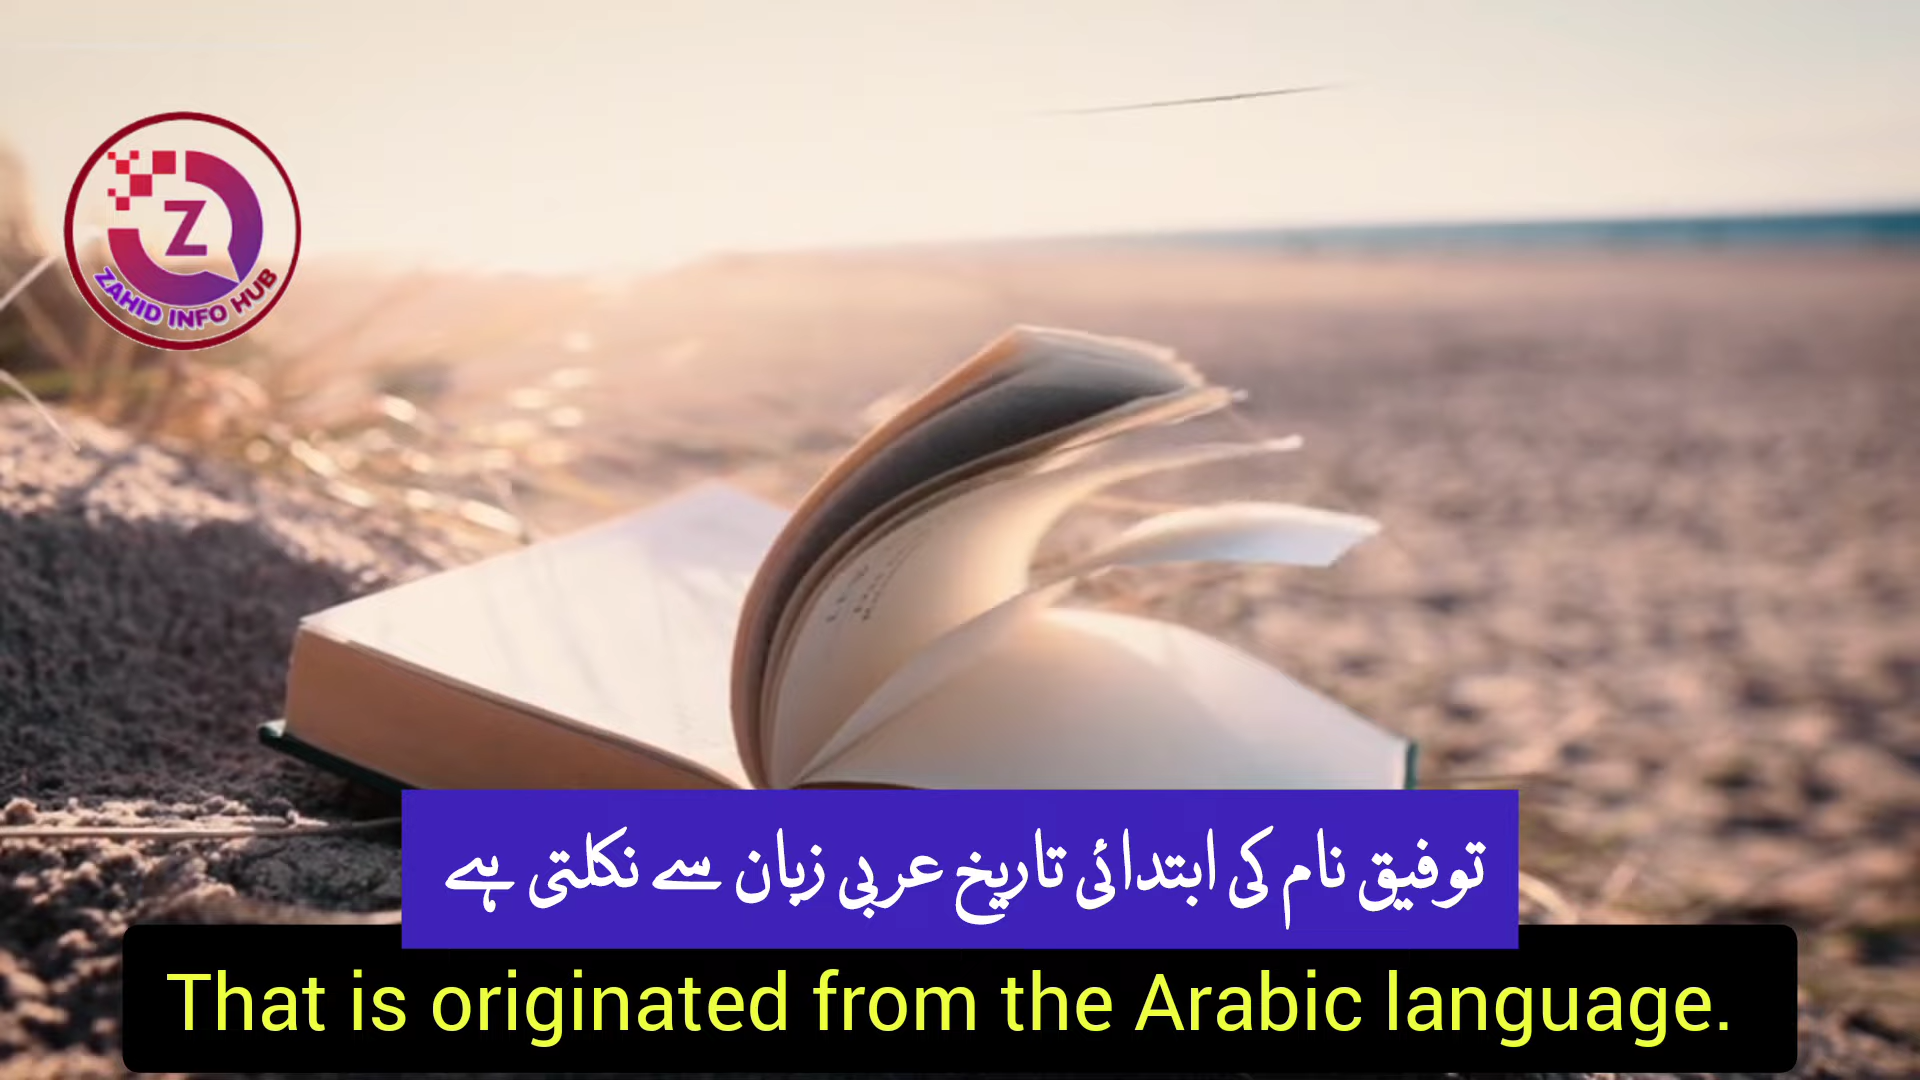 Z
ZAHID INFO HUB
توفیق نام کی ابتدائی تاریخ عربی زبان سے نکلتی ہے
That is originated from the Arabic language.